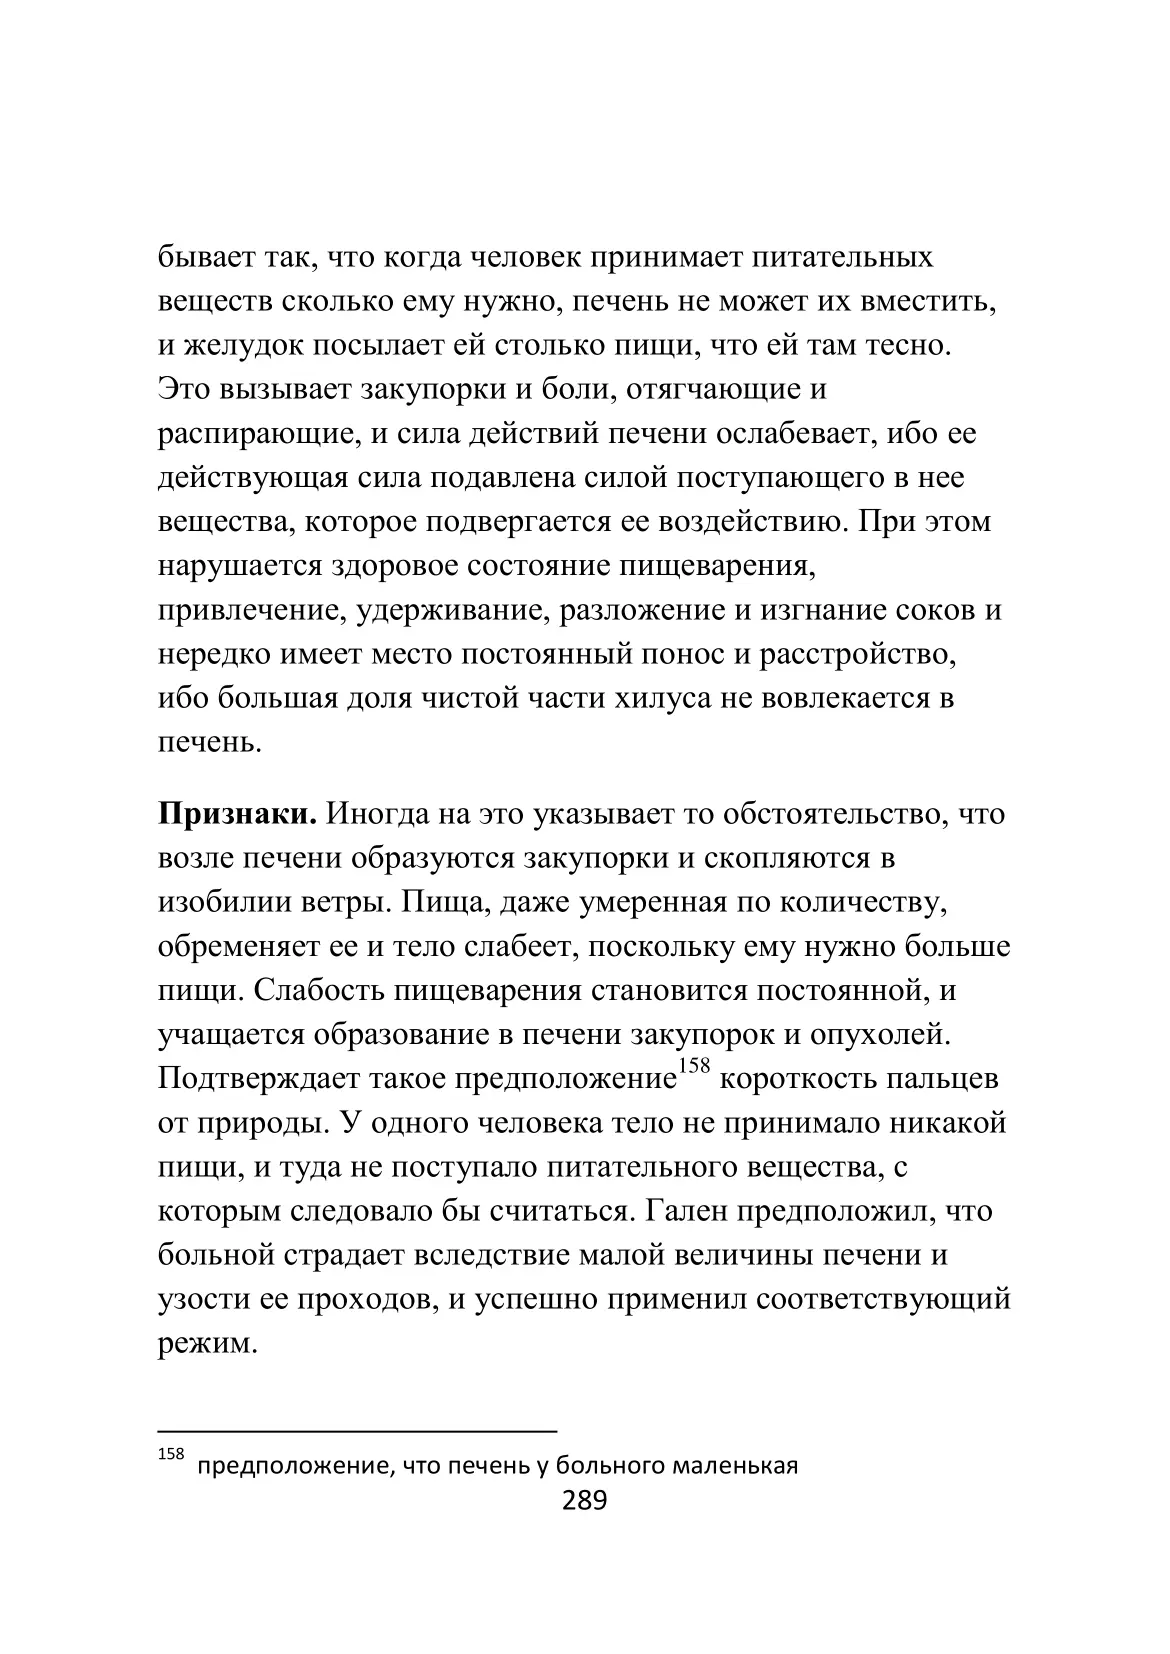 бывает так, что когда человек принимает питательных
веществ сколько ему нужно, печень не может их вместить,
и желудок посылает ей столько пищи, что ей там тесно.
Это вызывает закупорки и боли, отягчающие и
распирающие, и сила действий печени ослабевает, ибо ее
действующая сила подавлена силой поступающего в нее
вещества, которое подвергается ее воздействию. При этом
нарушается здоровое состояние пищеварения,
привлечение, удерживание, разложение и изгнание соков и
нередко имеет место постоянный понос и расстройство,
ибо большая доля чистой части хилуса не вовлекается в
печень.
Признаки. Иногда на это указывает то обстоятельство, что
возле печени образуются закупорки и скопляются в
изобилии ветры. Пища, даже умеренная по количеству,
обременяет ее и тело слабеет, поскольку ему нужно больше
пищи. Слабость пищеварения становится постоянной, и
учащается образование в печени закупорок и опухолей.
Подтверждает такое предположение158 короткость пальцев
от природы. У одного человека тело не принимало никакой
пищи, и туда не поступало питательного вещества, с
которым следовало бы считаться. Гален предположил, что
больной страдает вследствие малой величины печени и
узости ее проходов, и успешно применил соответствующий
режим.
158 предположение, что печень у больного маленькая
289